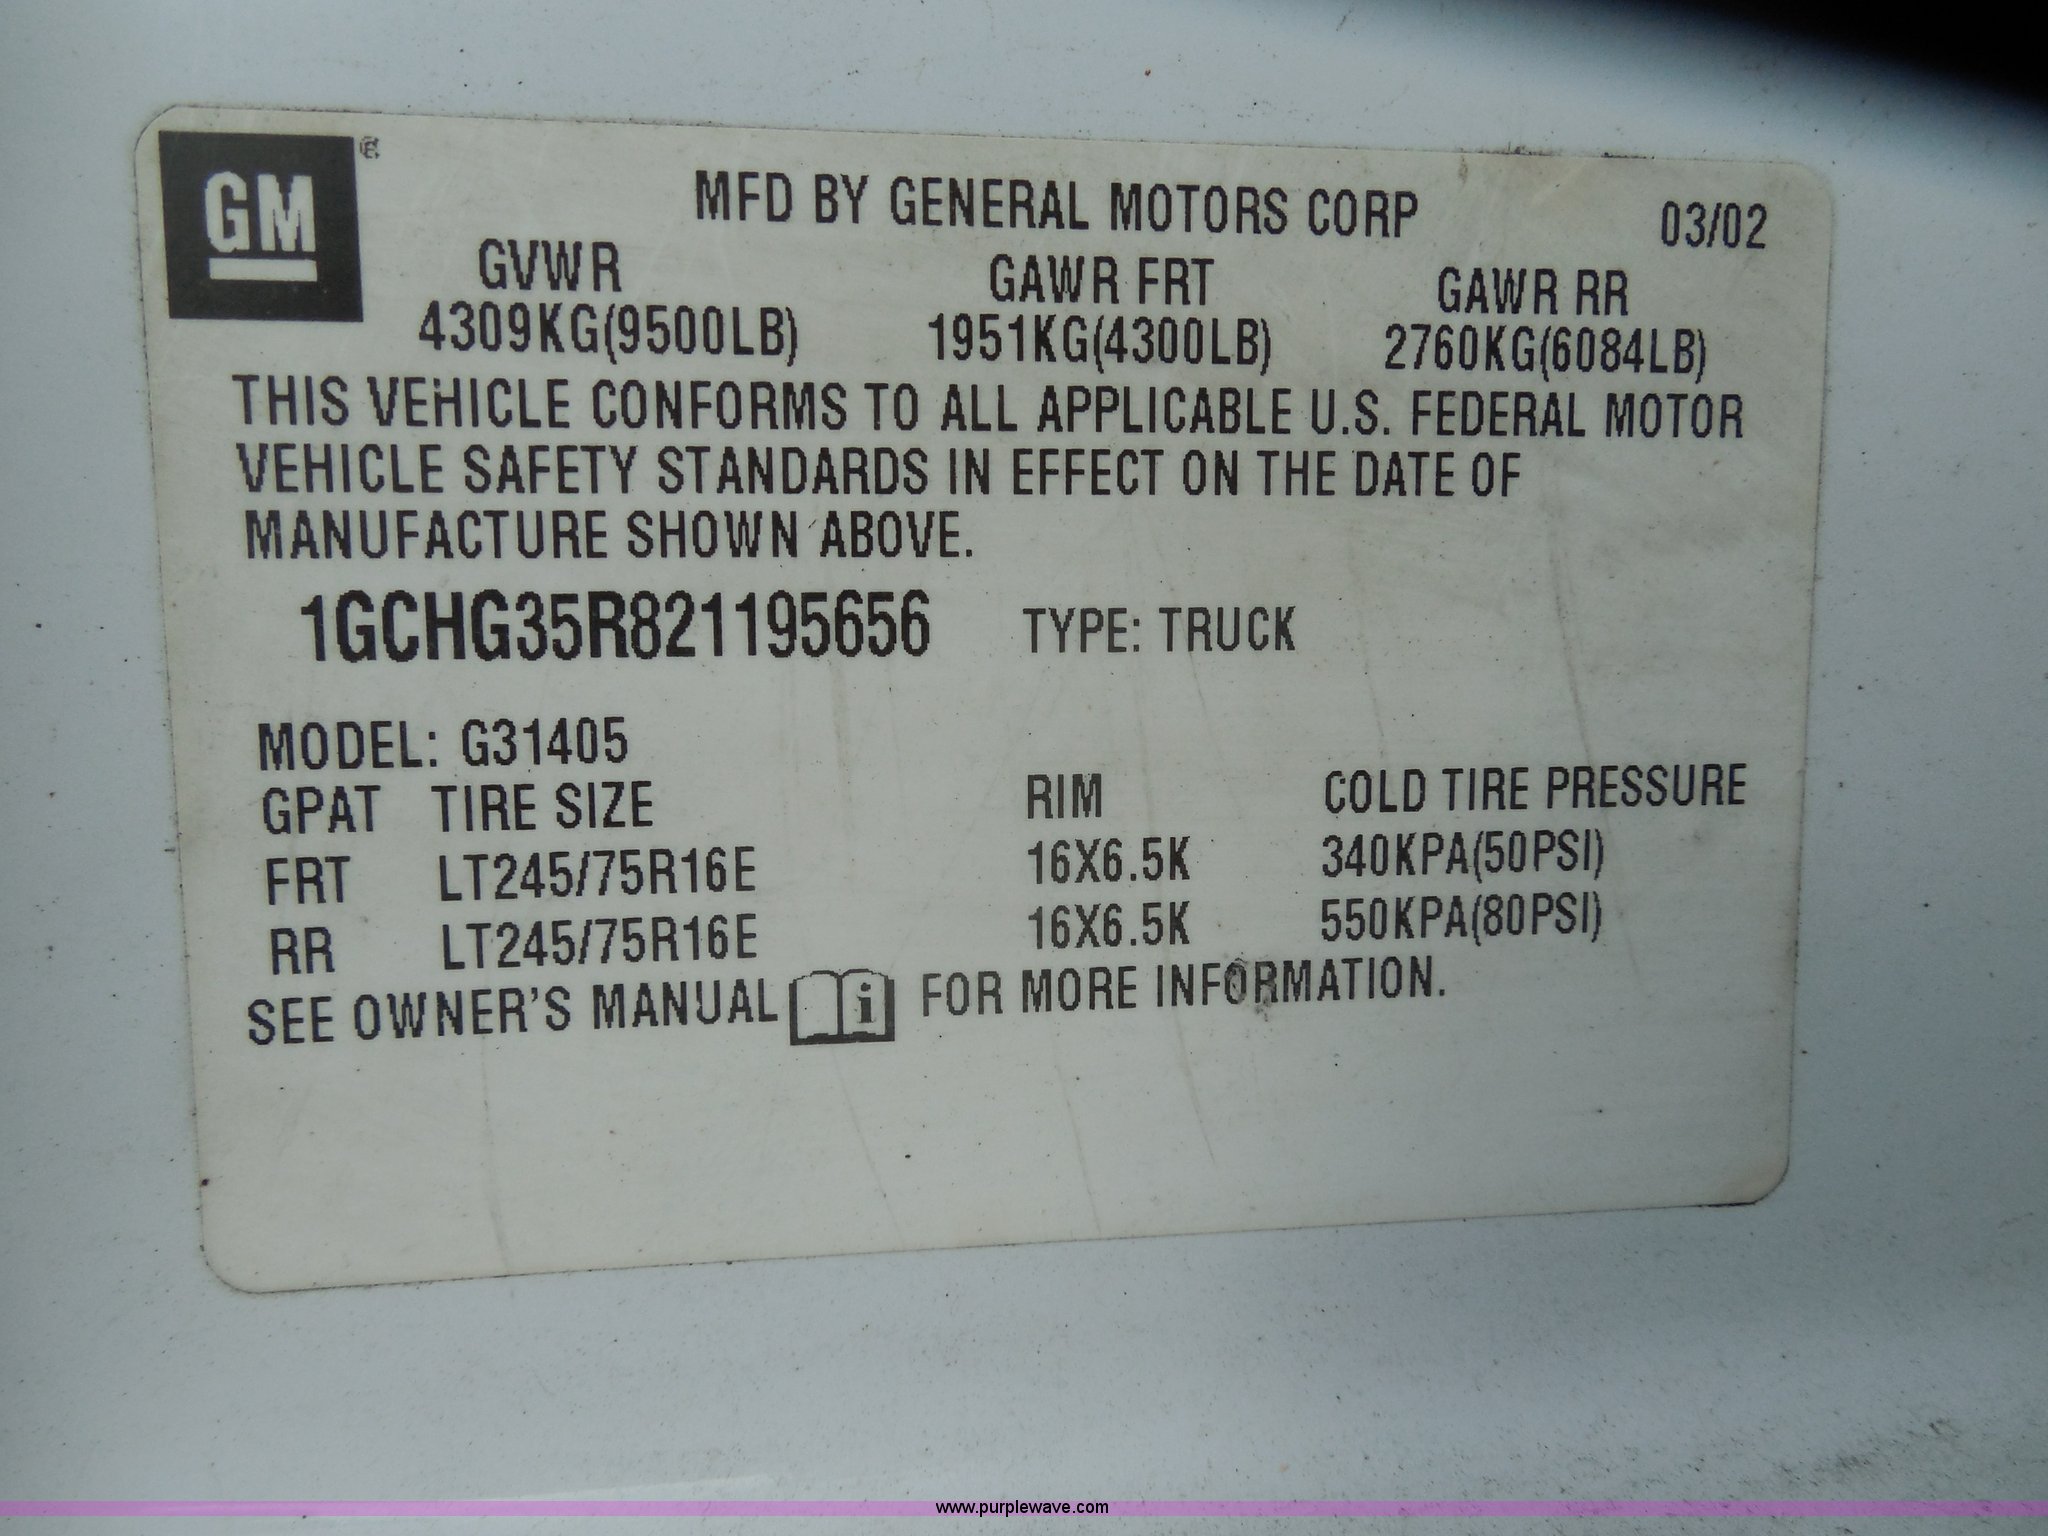 GM ®
MFD BY GENERAL MOTORS CORP 03/02
GVWR GAWR FRT GAWR RR
4309KG(9500LB) 1951KG(4300LB) 2760KG(6084LB)
THIS VEHICLE CONFORMS TO ALL APPLICABLE U.S. FEDERAL MOTOR
VEHICLE SAFETY STANDARDS IN EFFECT ON THE DATE OF
MANUFACTURE SHOWN ABOVE.
1GCHG35R821195656 TYPE: TRUCK
MODEL: G31405
GPAT TIRE SIZE RIM COLD TIRE PRESSURE
FRT LT245/75R16E 16X6.5K 340KPA(50PSI)
RR LT245/75R16E 16X6.5K 550KPA(80PSI)
SEE OWNER'S MANUAL i FOR MORE INFORMATION.
www.purplewave.com